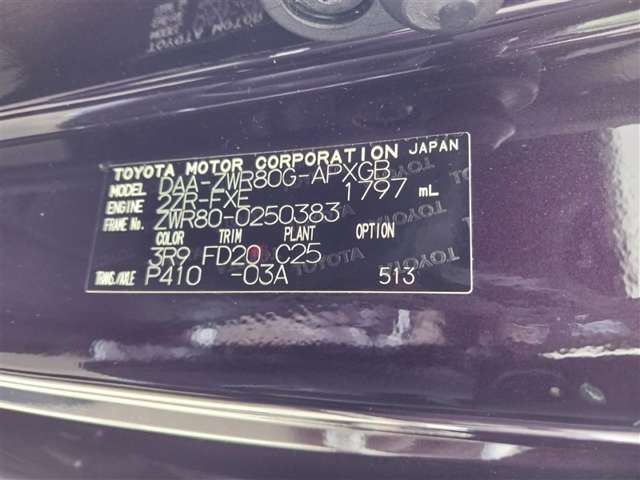 TOYOTA MOTOR CORPORATION JAPAN
MODEL DAA-ZWR80G-APXGB
ENGINE 2ZR-FXE 1797 mL
FRAME No. ZWR80-0250383
COLOR TRIM PLANT OPTION
3R9 FD20 C25
TRANS./AXLE P410 -03A 513